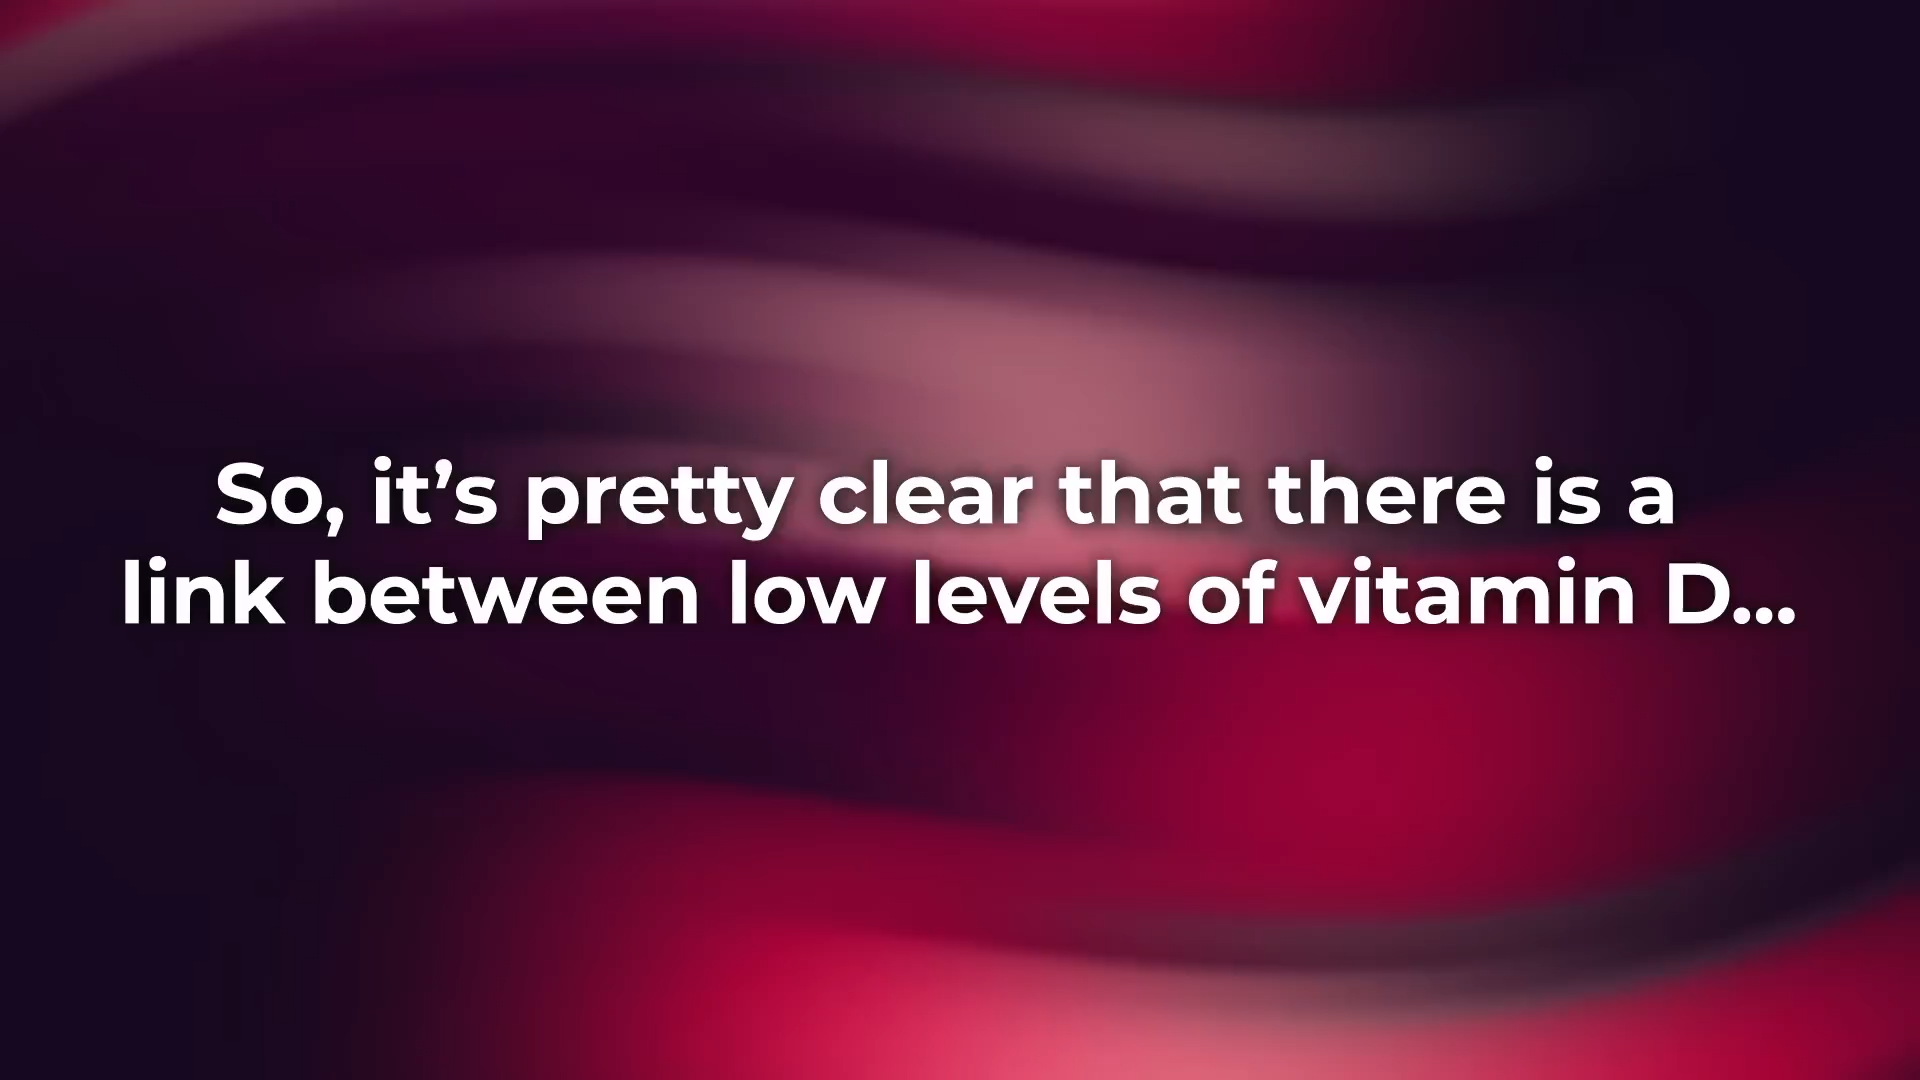 So, it’s pretty clear that there is a
link between low levels of vitamin D...